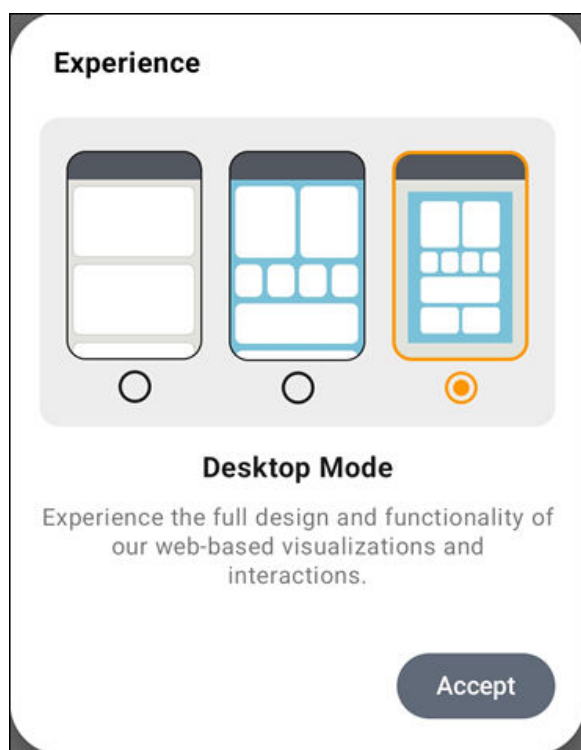 Experience
Desktop Mode
Experience the full design and functionality of
our web-based visualizations and
interactions.
Accept